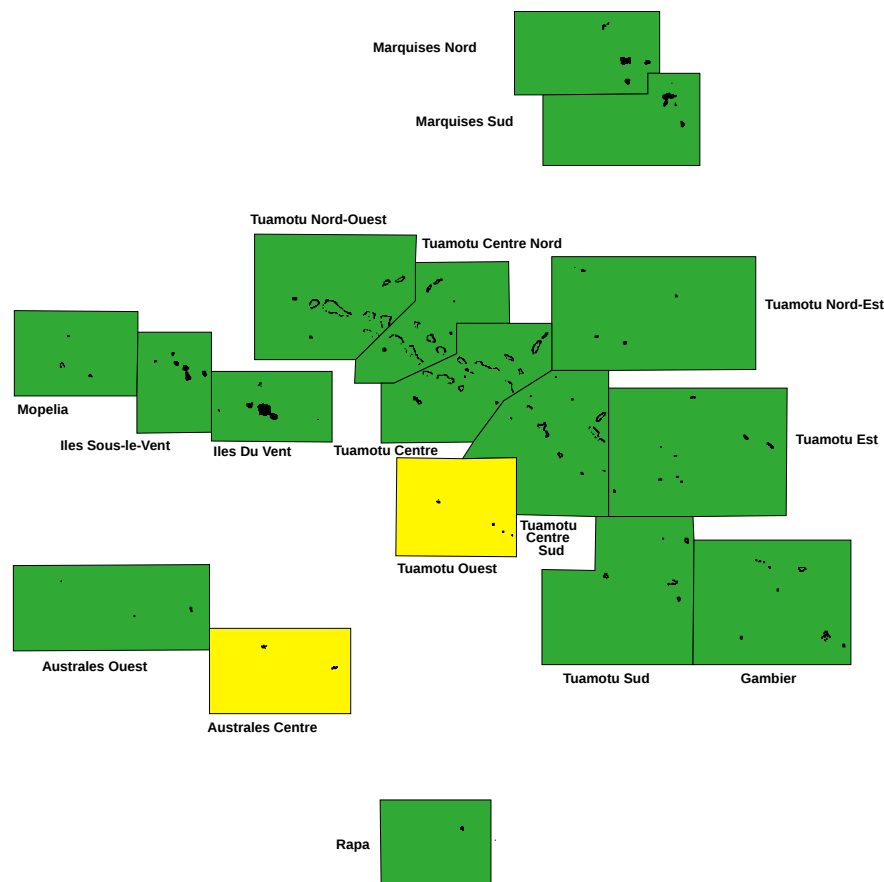 Marquises Nord
Marquises Sud
Tuamotu Nord-Ouest
Tuamotu Centre Nord
Tuamotu Nord-Est
Mopelia
Iles Sous-le-Vent
Iles Du Vent
Tuamotu Centre
Tuamotu Est
Tuamotu
Centre
Sud
Tuamotu Ouest
Australes Ouest
Tuamotu Sud
Gambier
Australes Centre
Rapa